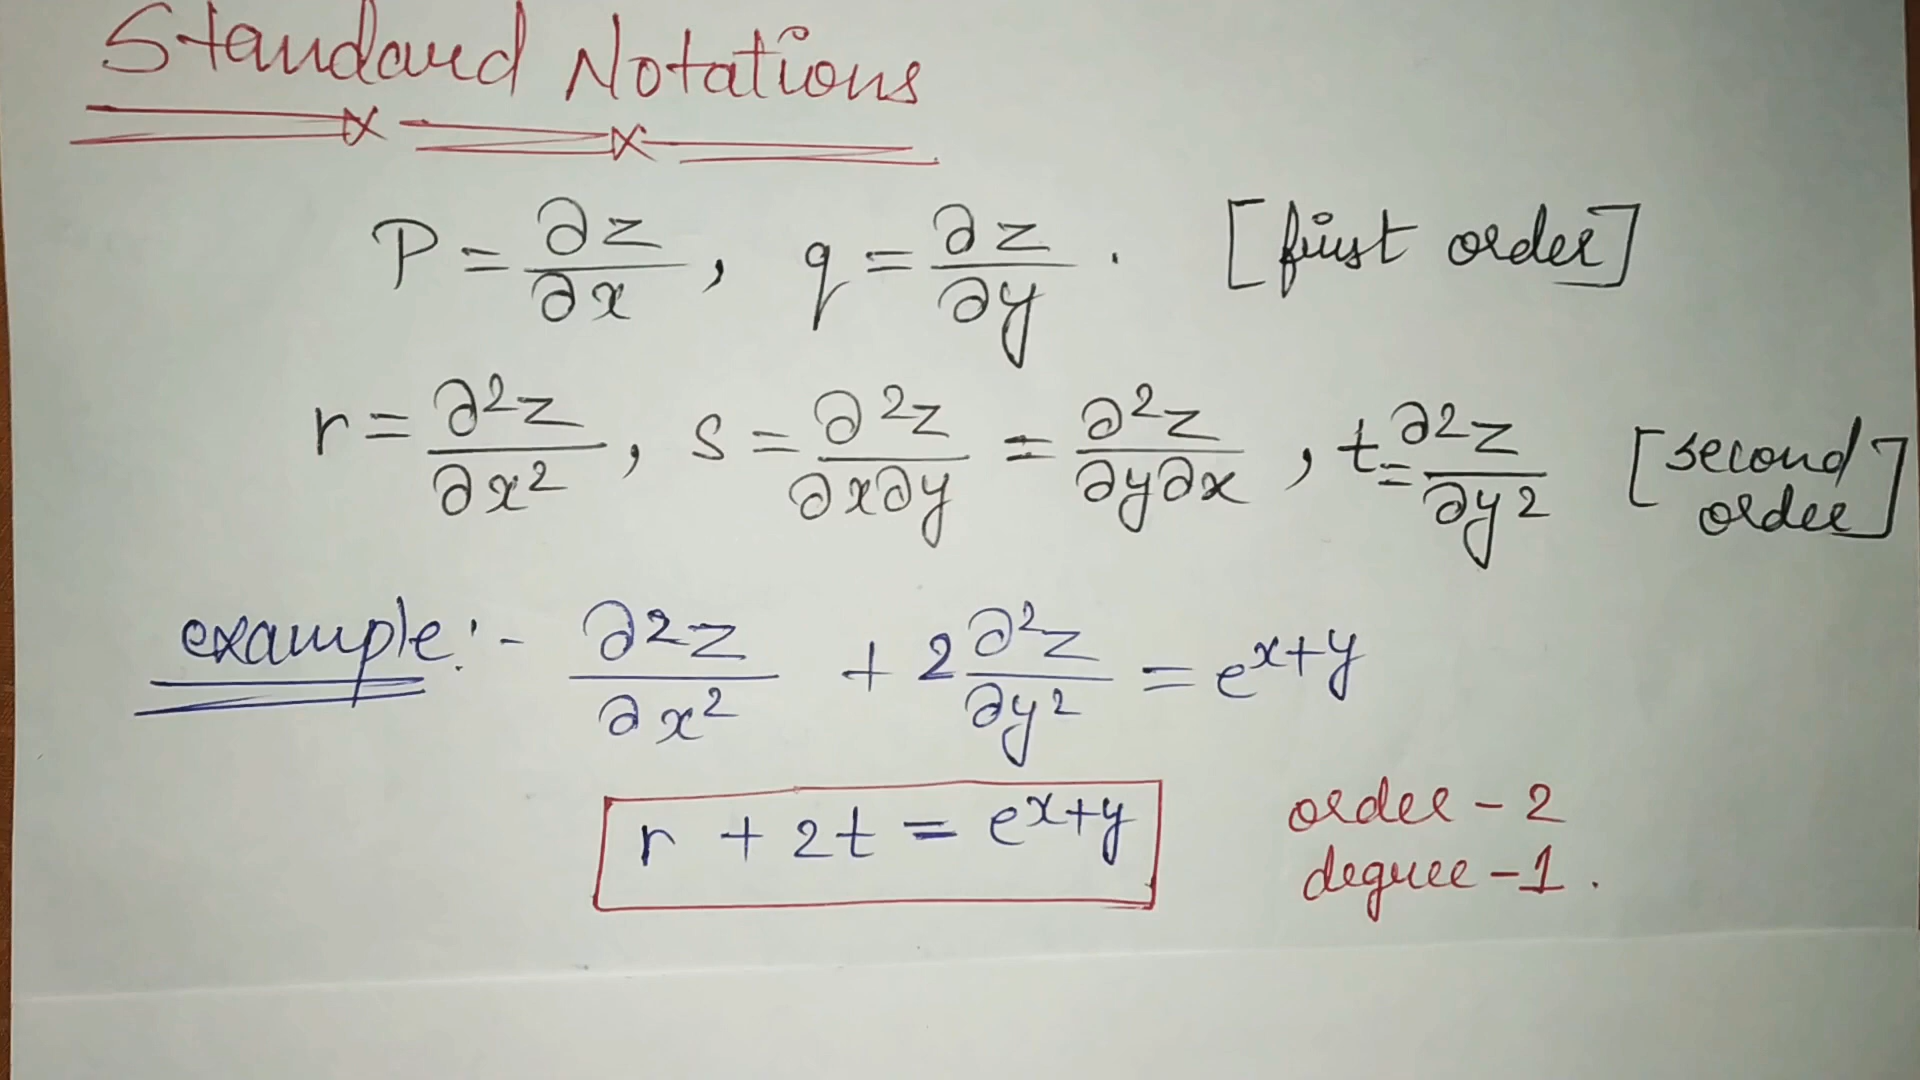 Standard Notations
P = ∂z/∂x , q = ∂z/∂y . [first order]
r = ∂²z/∂x² , s = ∂²z/∂x∂y = ∂²z/∂y∂x , t = ∂²z/∂y² [second order]
example:- ∂²z/∂x² + 2 ∂²z/∂y² = e^(x+y)
r + 2t = e^(x+y)
order - 2
degree - 1 .